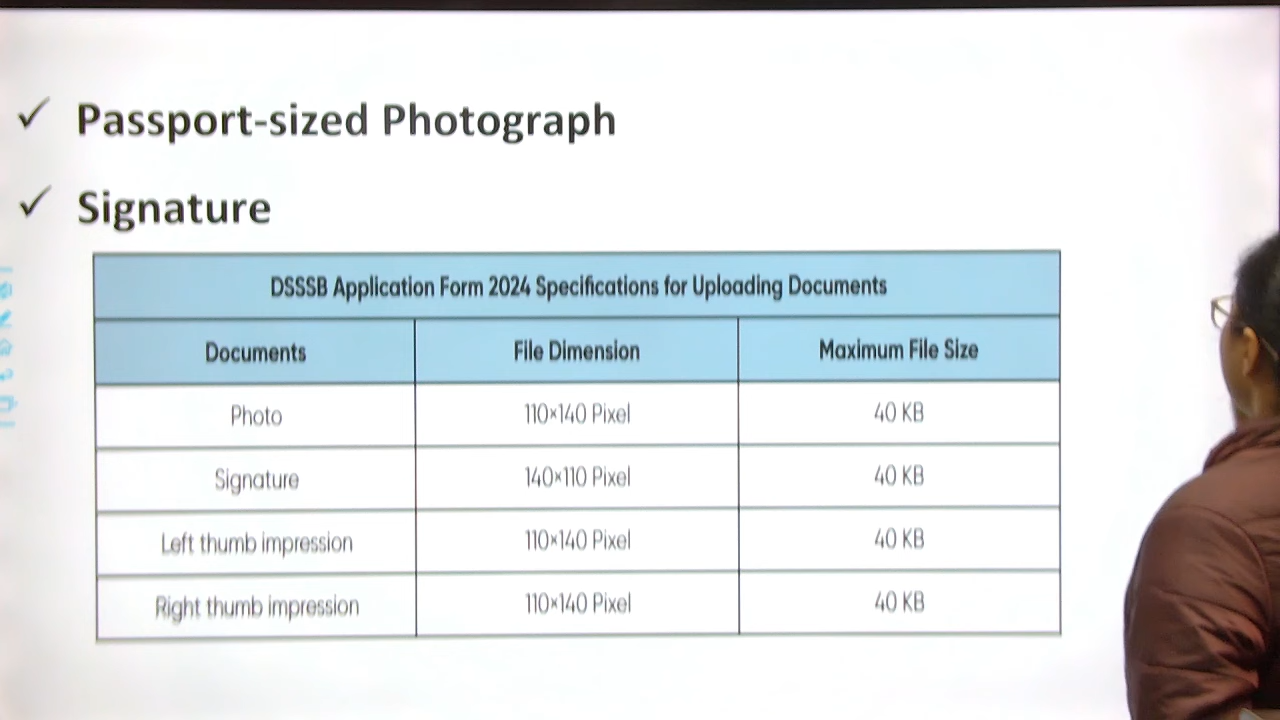 ✓ Passport-sized Photograph
✓ Signature
DSSSB Application Form 2024 Specifications for Uploading Documents
Documents File Dimension Maximum File Size
Photo 110×140 Pixel 40 KB
Signature 140×110 Pixel 40 KB
Left thumb impression 110×140 Pixel 40 KB
Right thumb impression 110×140 Pixel 40 KB